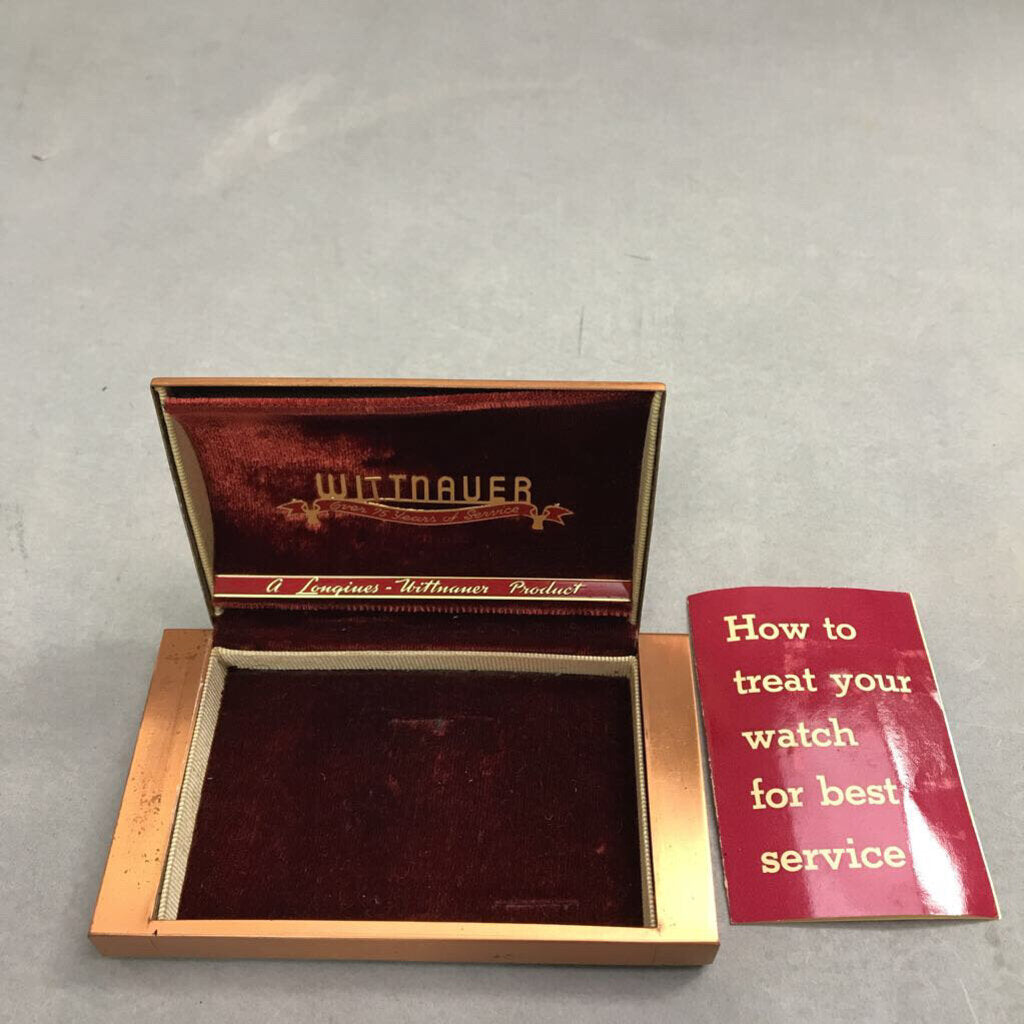 WITTNAUER
Over 75 Years of Service
A Longines-Wittnauer Product
How to
treat your
watch
for best
service